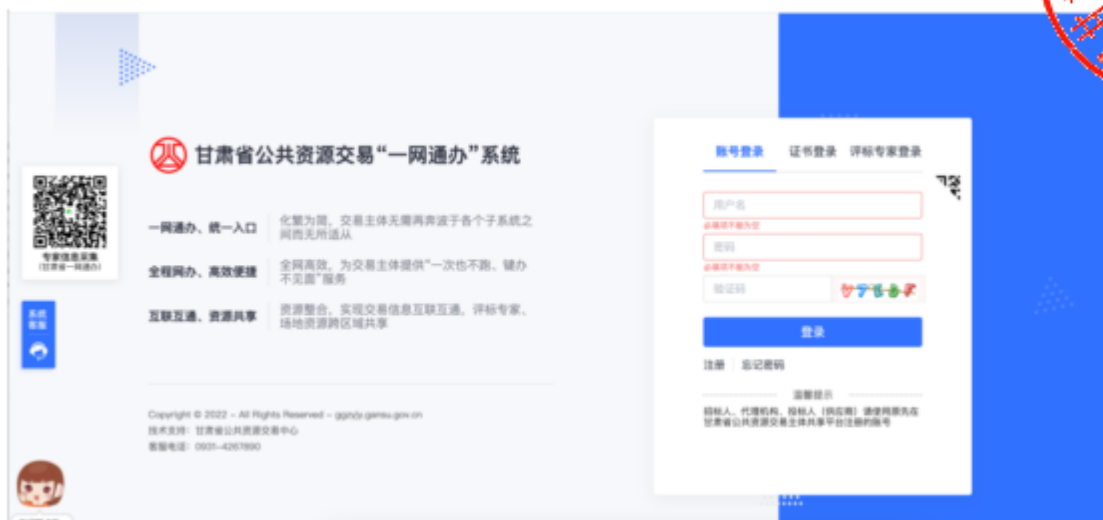 甘肃省公共资源交易“一网通办”系统
一网通办、统一入口
化繁为简，交易主体无需再奔波于各个子系统之
间而无所适从
全程网办、高效便捷
全网高效，为交易主体提供“一次也不跑、键办
不见面”服务
互联互通、资源共享
资源整合，实现交易信息互联互通，评标专家、
场地资源跨区域共享
Copyright © 2022 - All Rights Reserved - ggzyjy.gansu.gov.cn
技术支持：甘肃省公共资源交易中心
客服电话：0931-4267890
专家信息采集
(甘肃省一网通办)
系统
客服
账号登录 证书登录 评标专家登录
用户名
必填项不能为空
密码
必填项不能为空
验证码
登录
注册 忘记密码
温馨提示
招标人、代理机构、投标人（供应商）请使用原先在
甘肃省公共资源交易主体共享平台注册的账号